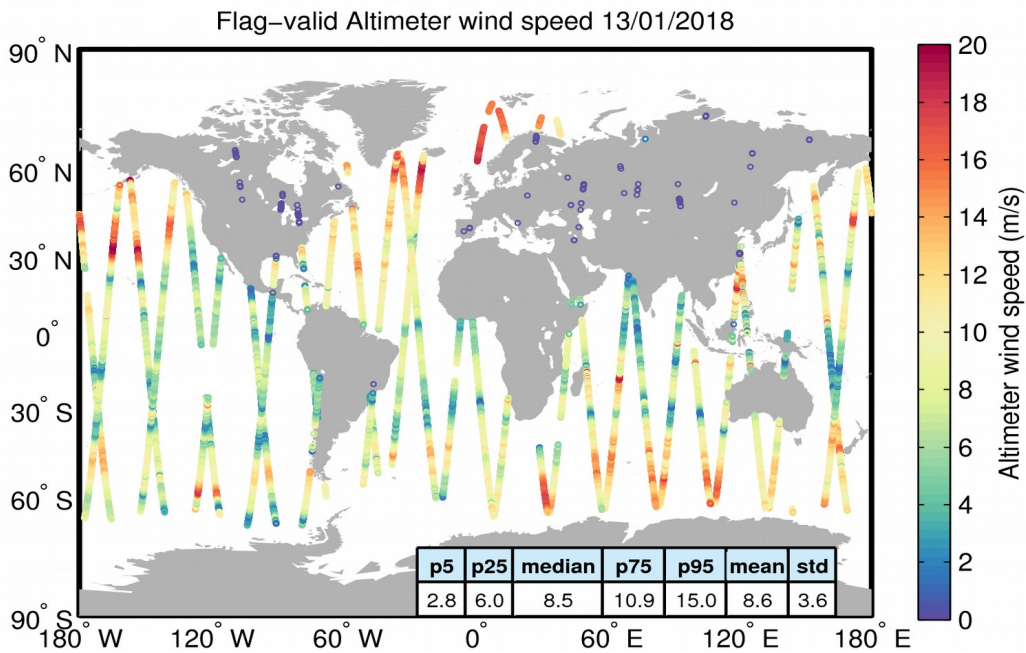 Flag−valid Altimeter wind speed 13/01/2018
90° N
60° N
30° N
0°
30° S
60° S
90° S
180° W
120° W
60° W
0°
60° E
120° E
180° E
p5 p25 median p75 p95 mean std
2.8 6.0 8.5 10.9 15.0 8.6 3.6
20
18
16
14
12
10
8
6
4
2
0
Altimeter wind speed (m/s)